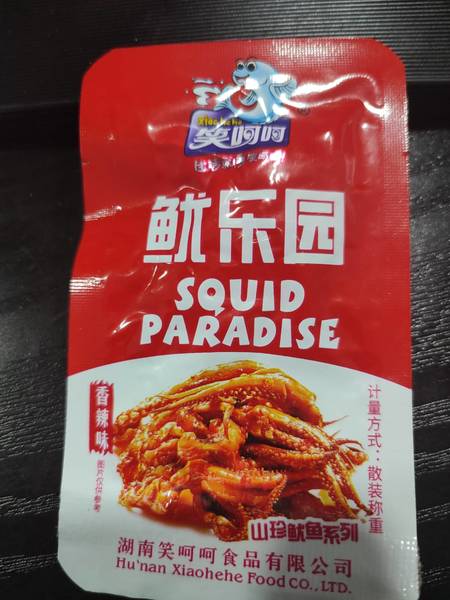 Xiao he he
笑呵呵
鱿乐园
SQUID
PARADISE
香辣味
图片仅供参考
计量方式：散装称重
山珍鱿鱼系列
湖南笑呵呵食品有限公司
Hu'nan Xiaohehe Food CO., LTD.